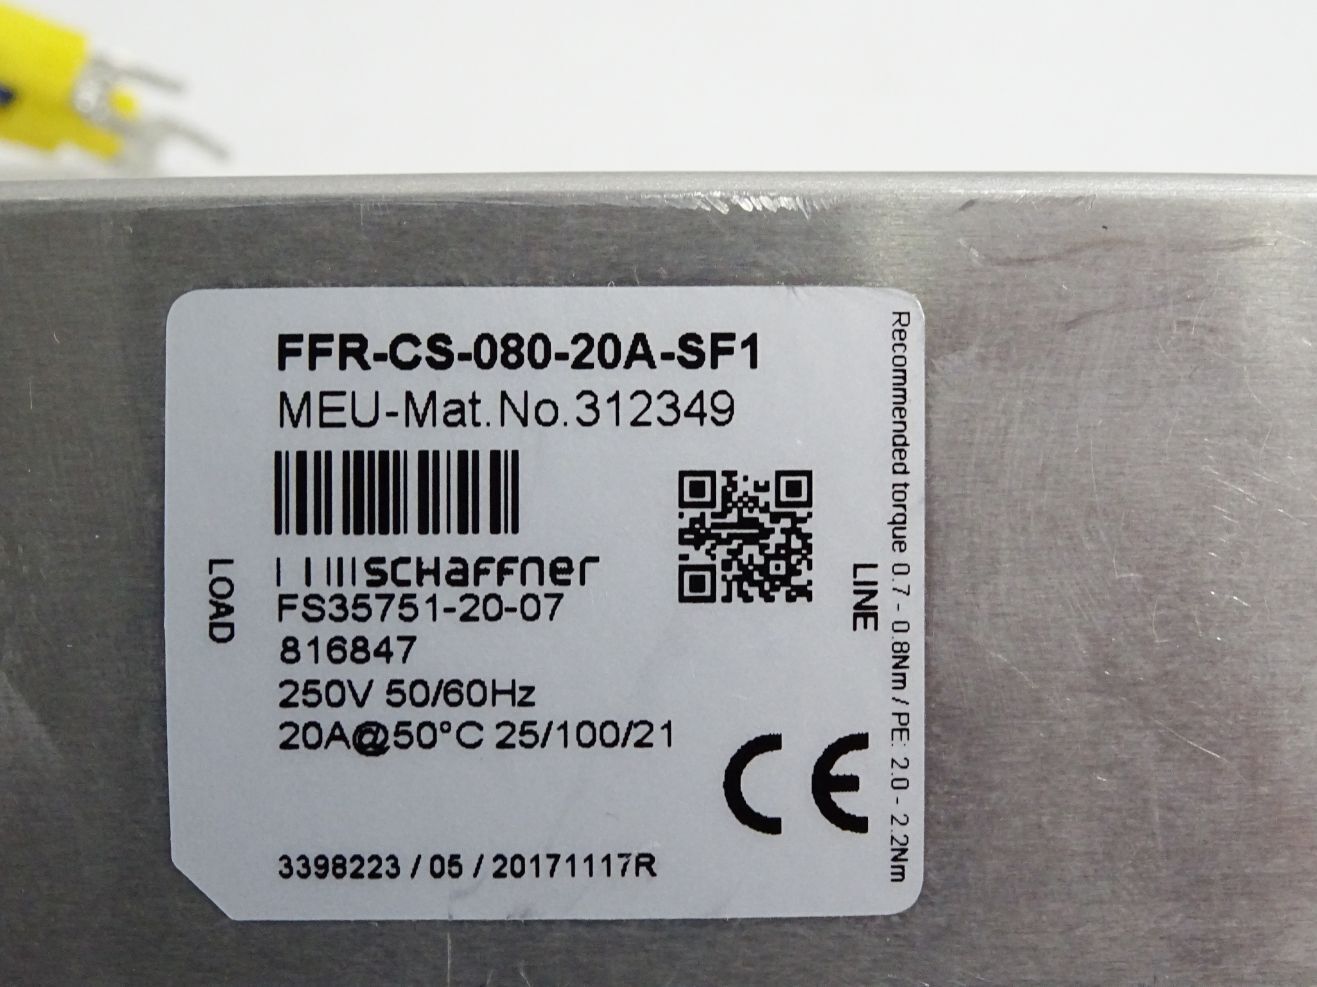 FFR-CS-080-20A-SF1
MEU-Mat.No.312349
SCHAFFNER
FS35751-20-07
816847
250V 50/60Hz
20A@50°C 25/100/21
CE
3398223 / 05 / 20171117R
LOAD
LINE
Recommended torque 0.7 - 0.8Nm / PE: 2.0 - 2.2Nm